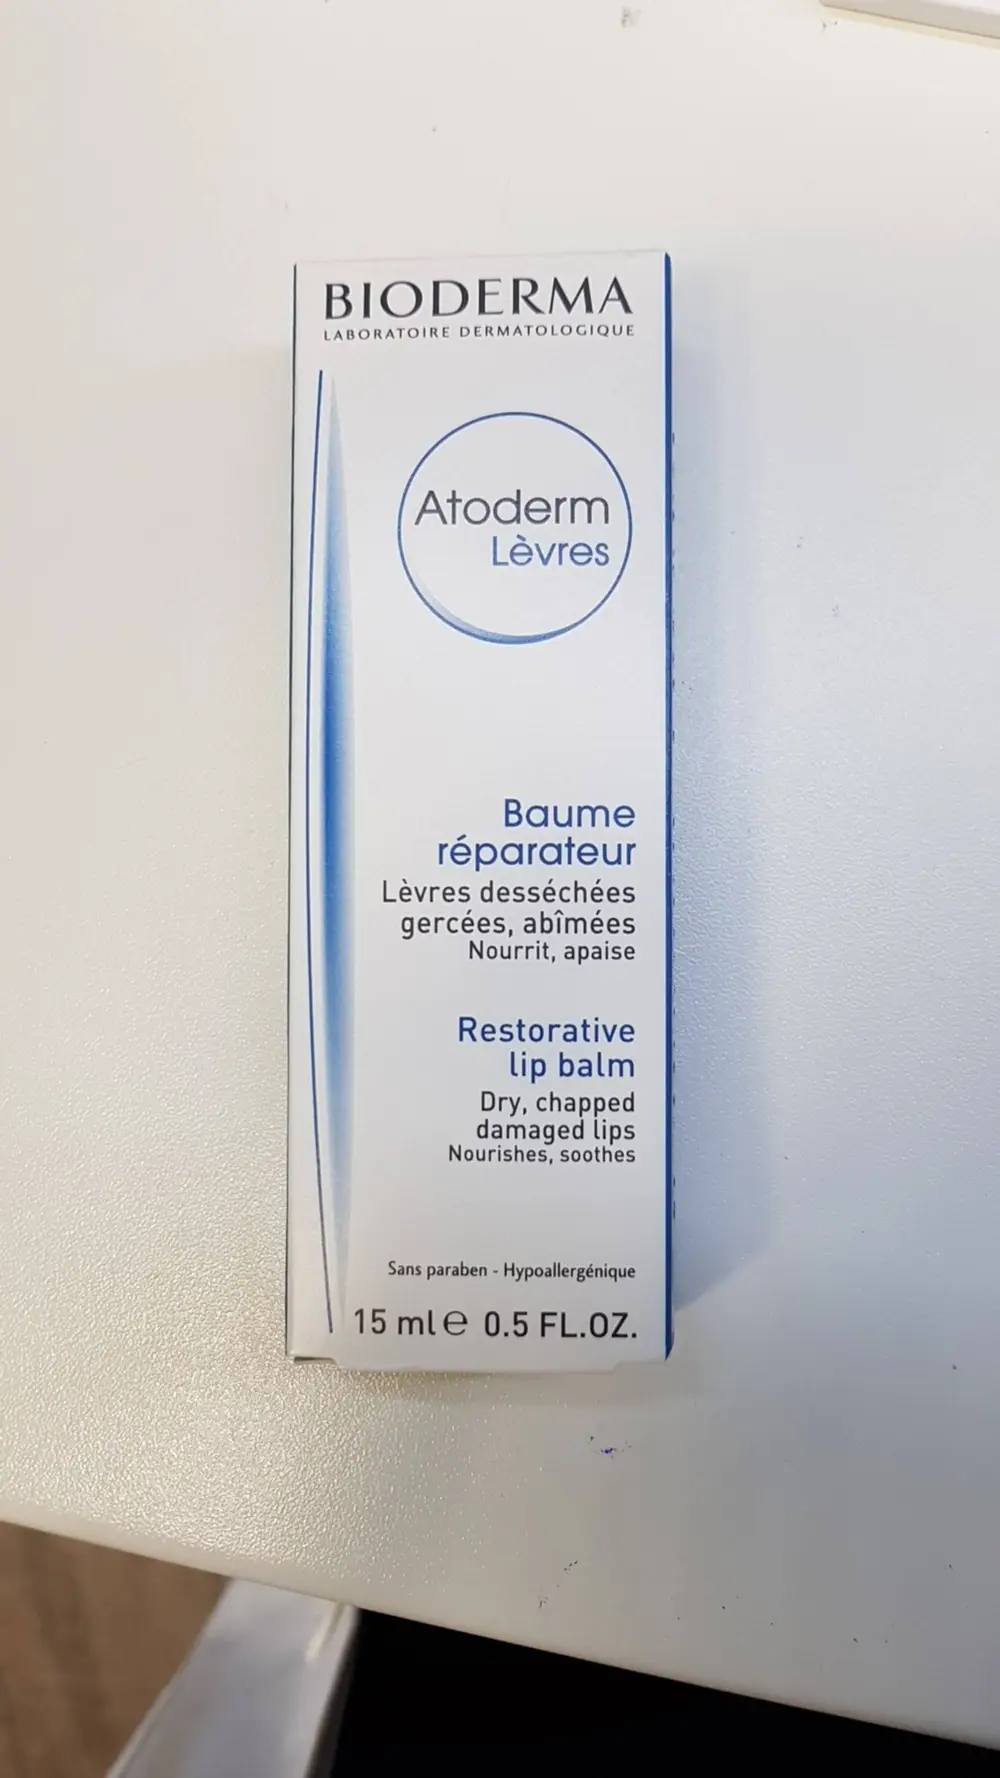 BIODERMA
LABORATOIRE DERMATOLOGIQUE
Atoderm
Lèvres
Baume
réparateur
Lèvres desséchées
gercées, abîmées
Nourrit, apaise
Restorative
lip balm
Dry, chapped
damaged lips
Nourishes, soothes
Sans paraben - Hypoallergénique
15 ml ℮ 0.5 FL.OZ.